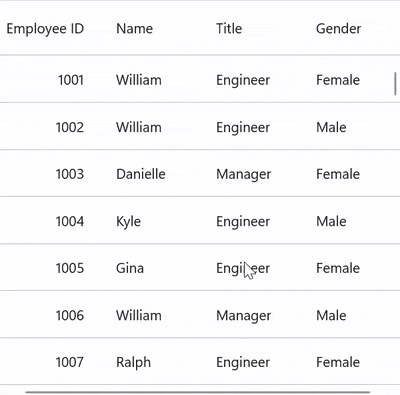 Employee ID Name Title Gender
1001 William Engineer Female
1002 William Engineer Male
1003 Danielle Manager Female
1004 Kyle Engineer Male
1005 Gina Engineer Female
1006 William Manager Male
1007 Ralph Engineer Female